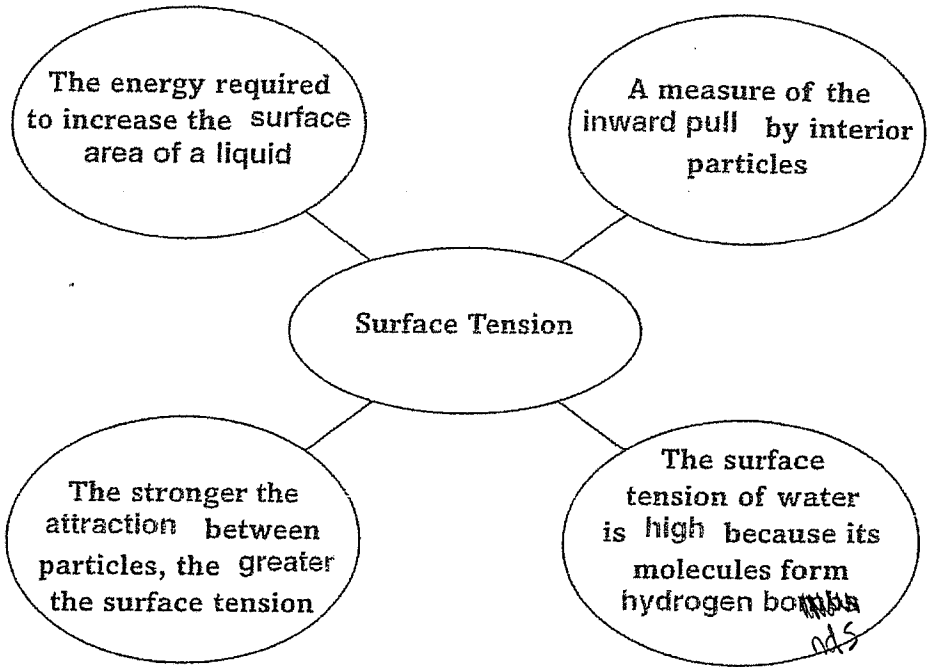 The energy required
to increase the surface
area of a liquid
A measure of the
inward pull by interior
particles
Surface Tension
The stronger the
attraction between
particles, the greater
the surface tension
The surface
tension of water
is high because its
molecules form
hydrogen bo
nds